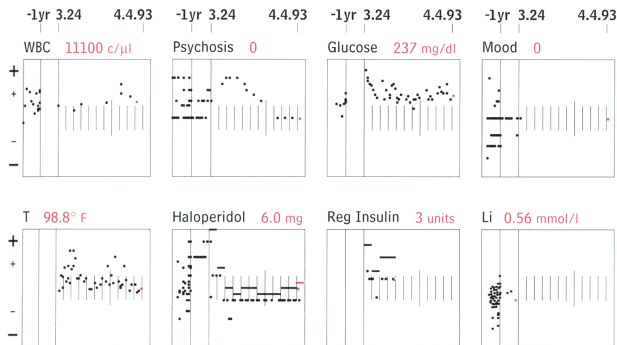 -1yr 3.24 4.4.93 -1yr 3.24 4.4.93 -1yr 3.24 4.4.93 -1yr 3.24 4.4.93
WBC 11100 c/μl Psychosis 0 Glucose 237 mg/dl Mood 0
+
+
−
−
T 98.8° F Haloperidol 6.0 mg Reg Insulin 3 units Li 0.56 mmol/l
+
+
−
−